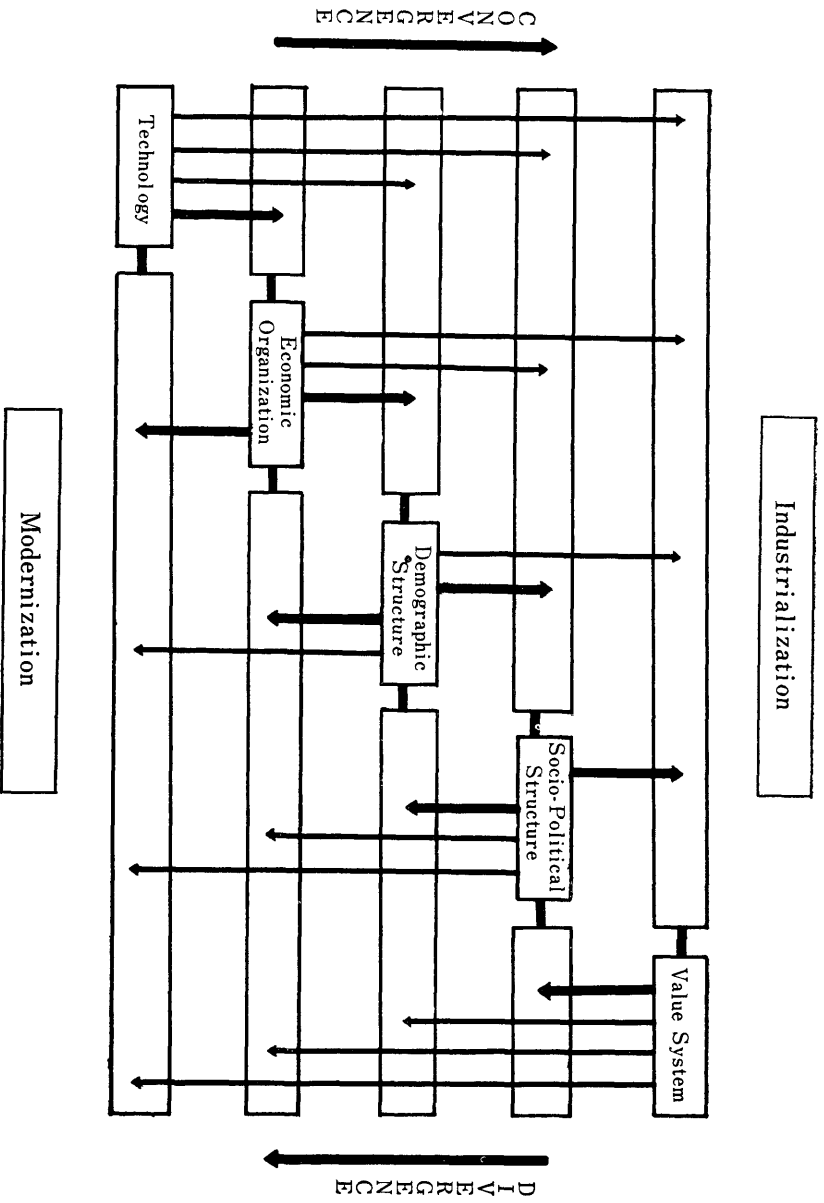 Industrialization
CONVERGENCE
Value System
Socio-Political
Structure
Demographic
Structure
Economic
Organization
Technology
DIVERGENCE
Modernization